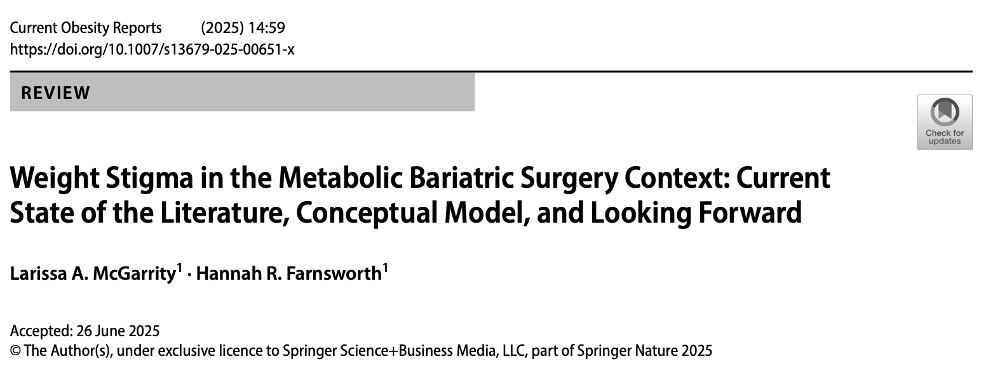 Current Obesity Reports (2025) 14:59
https://doi.org/10.1007/s13679-025-00651-x
REVIEW
Check for
updates
Weight Stigma in the Metabolic Bariatric Surgery Context: Current
State of the Literature, Conceptual Model, and Looking Forward
Larissa A. McGarrity¹ · Hannah R. Farnsworth¹
Accepted: 26 June 2025
© The Author(s), under exclusive licence to Springer Science+Business Media, LLC, part of Springer Nature 2025